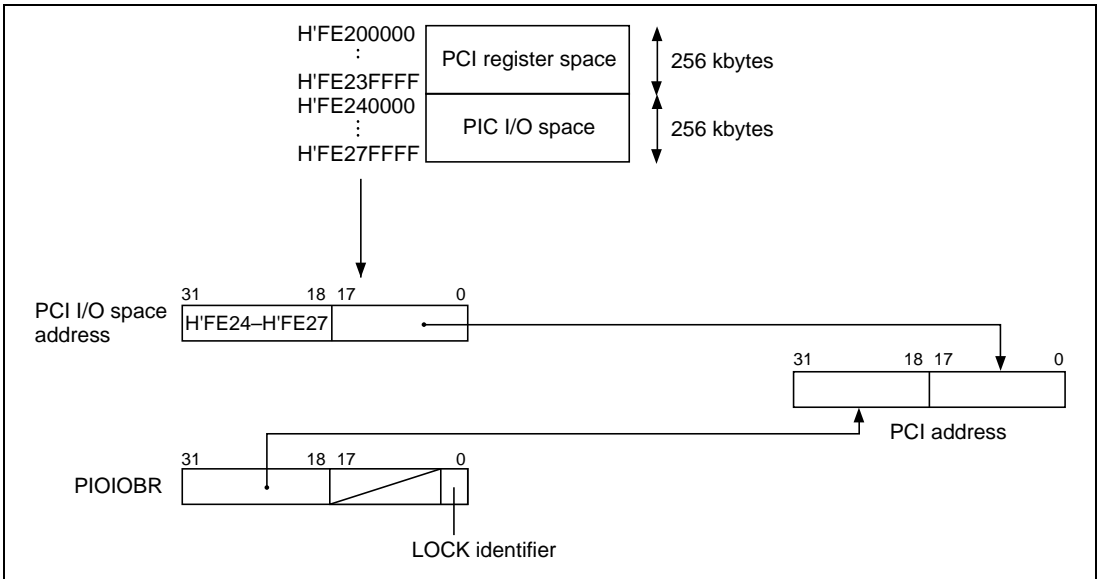 H'FE200000
⋮
H'FE23FFFF
H'FE240000
⋮
H'FE27FFFF
PCI register space
PIC I/O space
256 kbytes
256 kbytes
PCI I/O space
address
31 18 17 0
H'FE24–H'FE27
31 18 17 0
PCI address
31 18 17 0
PIOIOBR
LOCK identifier